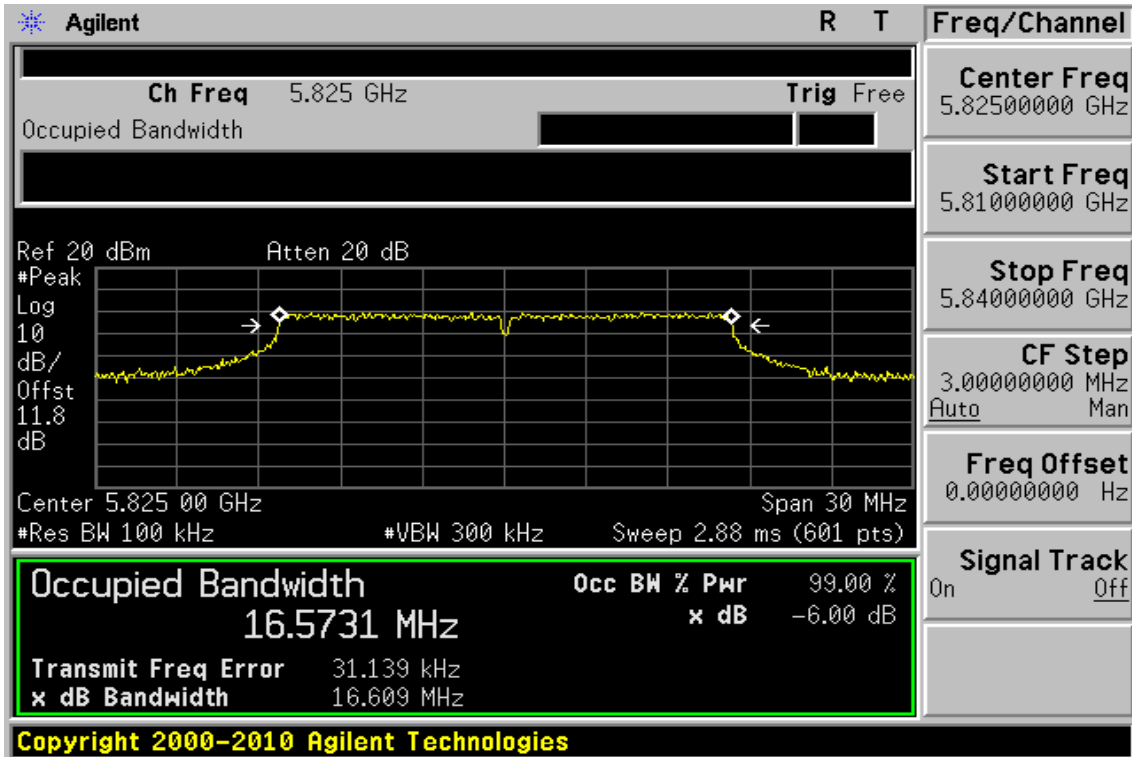 Agilent R T
Ch Freq 5.825 GHz Trig Free
Occupied Bandwidth
Ref 20 dBm Atten 20 dB
#Peak
Log
10
dB/
Offst
11.8
dB
Center 5.825 00 GHz Span 30 MHz
#Res BW 100 kHz #VBW 300 kHz Sweep 2.88 ms (601 pts)
Occupied Bandwidth
16.5731 MHz
Occ BW % Pwr 99.00 %
x dB -6.00 dB
Transmit Freq Error 31.139 kHz
x dB Bandwidth 16.609 MHz
Copyright 2000-2010 Agilent Technologies
Freq/Channel
Center Freq
5.82500000 GHz
Start Freq
5.81000000 GHz
Stop Freq
5.84000000 GHz
CF Step
3.00000000 MHz
Auto Man
Freq Offset
0.00000000 Hz
Signal Track
On Off